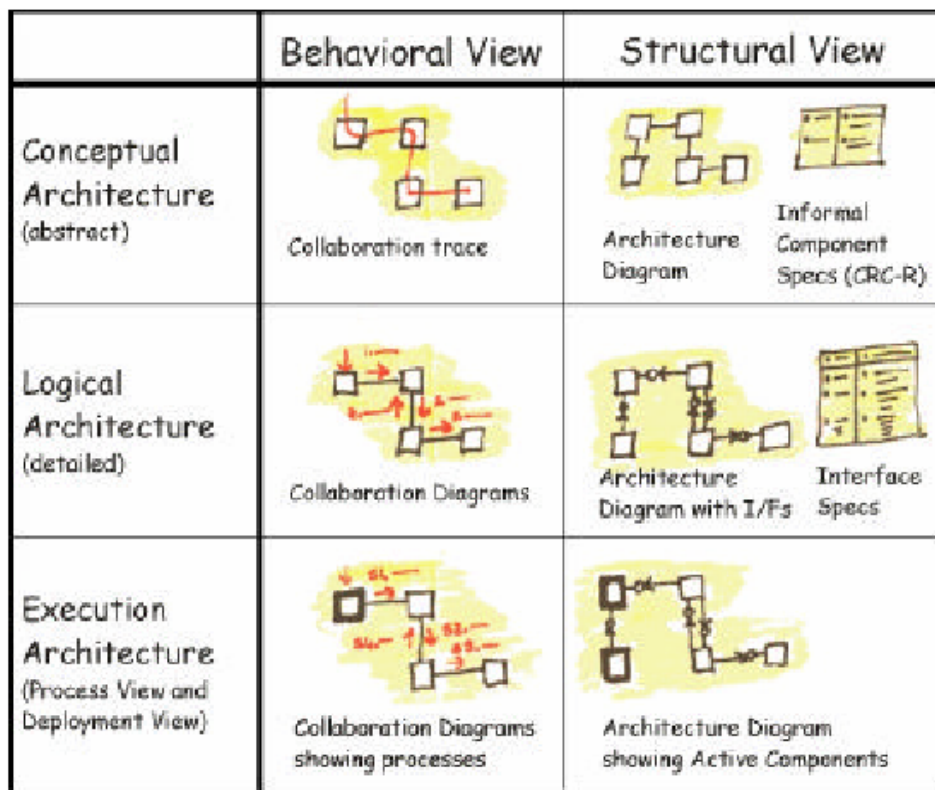 Behavioral View
Structural View
Conceptual
Architecture
(abstract)
Collaboration trace
Architecture
Diagram
Informal
Component
Specs (CRC-R)
Logical
Architecture
(detailed)
Collaboration Diagrams
Architecture
Diagram with I/Fs
Interface
Specs
Execution
Architecture
(Process View and
Deployment View)
Collaboration Diagrams
showing processes
Architecture Diagram
showing Active Components